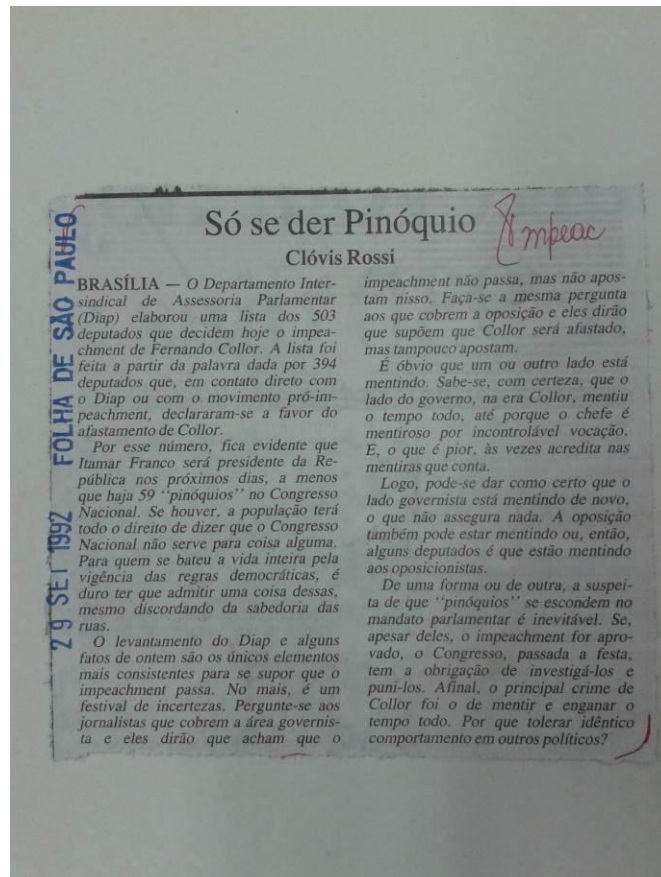 Só se der Pinóquio
Impeac
Clóvis Rossi
BRASÍLIA — O Departamento Inter-
sindical de Assessoria Parlamentar
(Diap) elaborou uma lista dos 503
deputados que decidem hoje o impea-
chment de Fernando Collor. A lista foi
feita a partir da palavra dada por 394
deputados que, em contato direto com
o Diap ou com o movimento pró-im-
peachment, declararam-se a favor do
afastamento de Collor.
Por esse número, fica evidente que
Itamar Franco será presidente da Re-
pública nos próximos dias, a menos
que haja 59 "pinóquios" no Congresso
Nacional. Se houver, a população terá
todo o direito de dizer que o Congresso
Nacional não serve para coisa alguma.
Para quem se bateu a vida inteira pela
vigência das regras democráticas, é
duro ter que admitir uma coisa dessas,
mesmo discordando da sabedoria das
ruas.
O levantamento do Diap e alguns
fatos de ontem são os únicos elementos
mais consistentes para se supor que o
impeachment passa. No mais, é um
festival de incertezas. Pergunte-se aos
jornalistas que cobrem a área governis-
ta e eles dirão que acham que o
impeachment não passa, mas não apos-
tam nisso. Faça-se a mesma pergunta
aos que cobrem a oposição e eles dirão
que supõem que Collor será afastado,
mas tampouco apostam.
É óbvio que um ou outro lado está
mentindo. Sabe-se, com certeza, que o
lado do governo, na era Collor, mentiu
o tempo todo, até porque o chefe é
mentiroso por incontrolável vocação.
E, o que é pior, às vezes acredita nas
mentiras que conta.
Logo, pode-se dar como certo que o
lado governista está mentindo de novo,
o que não assegura nada. A oposição
também pode estar mentindo ou, então,
alguns deputados é que estão mentindo
aos oposicionistas.
De uma forma ou de outra, a suspei-
ta de que "pinóquios" se escondem no
mandato parlamentar é inevitável. Se,
apesar deles, o impeachment for apro-
vado, o Congresso, passada a festa,
tem a obrigação de investigá-los e
puni-los. Afinal, o principal crime de
Collor foi o de mentir e enganar o
tempo todo. Por que tolerar idêntico
comportamento em outros políticos?
29 SET 1992 FOLHA DE SÃO PAULO